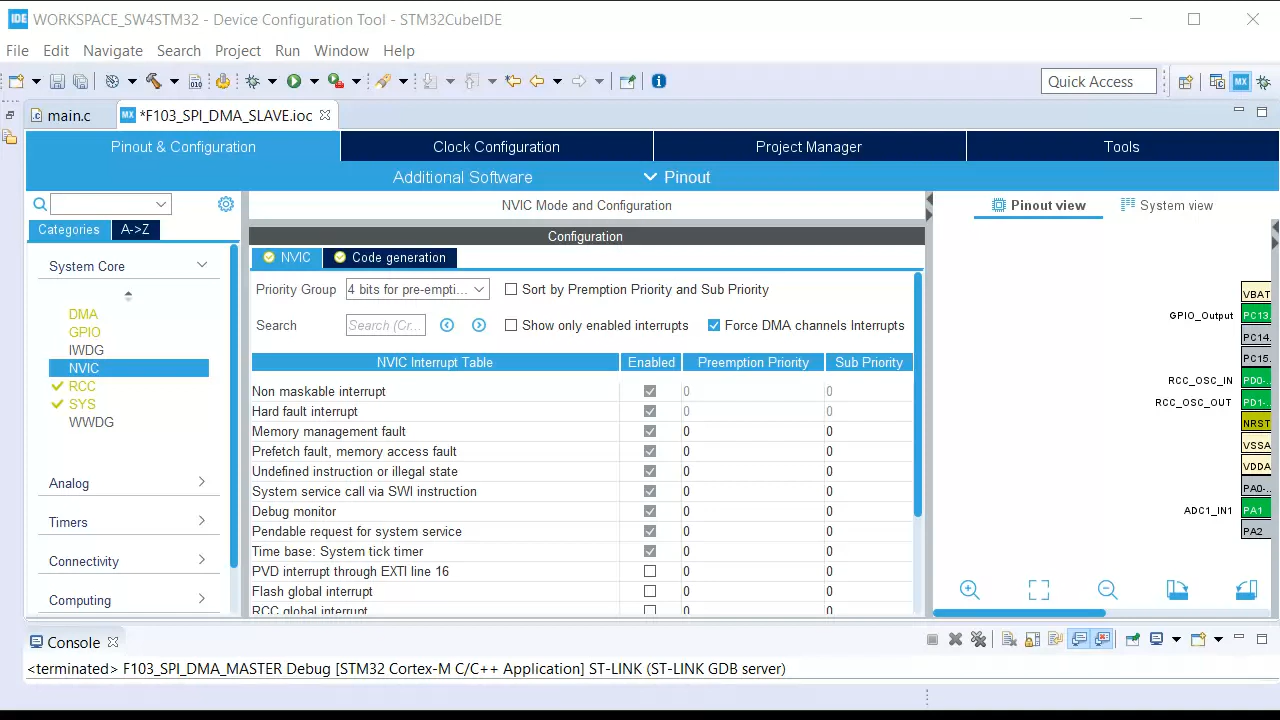 IDE WORKSPACE_SW4STM32 - Device Configuration Tool - STM32CubeIDE
File Edit Navigate Search Project Run Window Help
Quick Access
MX
main.c
MX *F103_SPI_DMA_SLAVE.ioc
Pinout & Configuration
Clock Configuration
Project Manager
Tools
Additional Software
Pinout
Categories
A->Z
System Core
DMA
GPIO
IWDG
NVIC
RCC
SYS
WWDG
Analog
Timers
Connectivity
Computing
NVIC Mode and Configuration
Configuration
NVIC
Code generation
Priority Group 4 bits for pre-empti... Sort by Premption Priority and Sub Priority
Search Search (Cr... Show only enabled interrupts Force DMA channels Interrupts
NVIC Interrupt Table Enabled Preemption Priority Sub Priority
Non maskable interrupt 0 0
Hard fault interrupt 0 0
Memory management fault 0 0
Prefetch fault, memory access fault 0 0
Undefined instruction or illegal state 0 0
System service call via SWI instruction 0 0
Debug monitor 0 0
Pendable request for system service 0 0
Time base: System tick timer 0 0
PVD interrupt through EXTI line 16 0 0
Flash global interrupt 0 0
RCC global interrupt 0 0
Pinout view
System view
VBAT
GPIO_Output PC13.
PC14.
PC15.
RCC_OSC_IN PD0-.
RCC_OSC_OUT PD1-.
NRST
VSSA
VDDA
PA0-..
ADC1_IN1 PA1
PA2
Console
<terminated> F103_SPI_DMA_MASTER Debug [STM32 Cortex-M C/C++ Application] ST-LINK (ST-LINK GDB server)